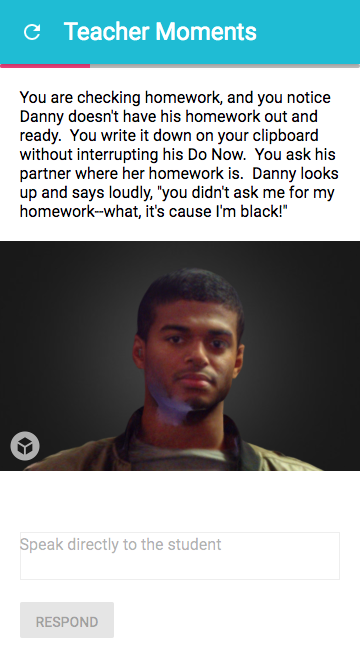 Teacher Moments
You are checking homework, and you notice
Danny doesn't have his homework out and
ready.  You write it down on your clipboard
without interrupting his Do Now.  You ask his
partner where her homework is.  Danny looks
up and says loudly, "you didn't ask me for my
homework--what, it's cause I'm black!"
Speak directly to the student
RESPOND